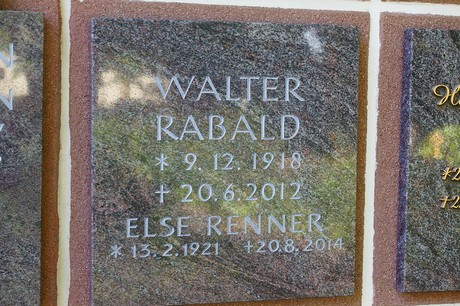 WALTER
RABALD
* 9. 12. 1918
† 20. 6. 2012
ELSE RENNER
* 13. 2. 1921 † 20. 8. 2014